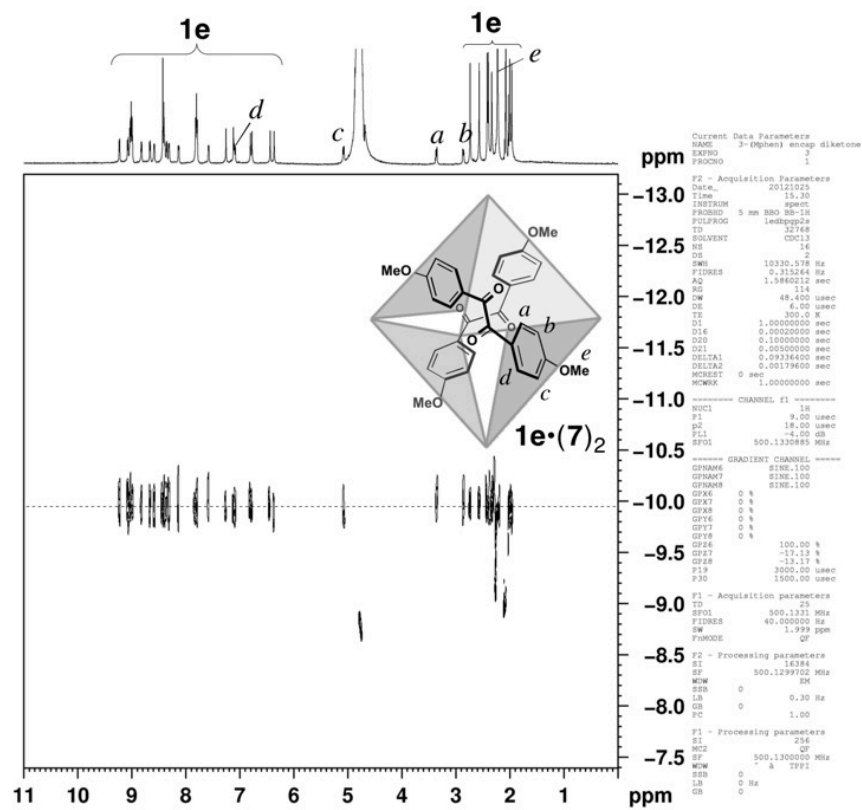 1e
1e
e
d
c
a
b
ppm
-13.0
-12.5
-12.0
-11.5
-11.0
-10.5
-10.0
-9.5
-9.0
-8.5
-8.0
-7.5
OMe
MeO
O
O
O
O
a
b
e
OMe
d
c
MeO
1e•(7)2
11 10 9 8 7 6 5 4 3 2 1 ppm
Current Data Parameters
NAME 3-(Mphen) encap diketone
EXPNO 3
PROCNO 1
F2 - Acquisition Parameters
Date_ 20121025
Time 15.30
INSTRUM spect
PROBHD 5 mm BBO BB-1H
PULPROG ledbpgp2s
TD 32768
SOLVENT CDCl3
NS 16
DS 2
SWH 10330.578 Hz
FIDRES 0.315264 Hz
AQ 1.5860212 sec
RG 114
DW 48.400 usec
DE 6.00 usec
TE 300.0 K
D1 1.00000000 sec
D16 0.00020000 sec
D20 0.10000000 sec
D21 0.00500000 sec
DELTA1 0.09336400 sec
DELTA2 0.00179600 sec
MCREST 0 sec
MCWRK 1.00000000 sec
======== CHANNEL f1 ========
NUC1 1H
P1 9.00 usec
p2 18.00 usec
PL1 -4.00 dB
SFO1 500.1330885 MHz
====== GRADIENT CHANNEL =====
GPNAM6 SINE.100
GPNAM7 SINE.100
GPNAM8 SINE.100
GPX6 0 %
GPX7 0 %
GPX8 0 %
GPY6 0 %
GPY7 0 %
GPY8 0 %
GPZ6 100.00 %
GPZ7 -17.13 %
GPZ8 -13.17 %
P19 3000.00 usec
P30 1500.00 usec
F1 - Acquisition parameters
TD 25
SFO1 500.1331 MHz
FIDRES 40.000000 Hz
SW 1.999 ppm
FnMODE QF
F2 - Processing parameters
SI 16384
SF 500.1299702 MHz
WDW EM
SSB 0
LB 0.30 Hz
GB 0
PC 1.00
F1 - Processing parameters
SI 256
MC2 QF
SF 500.1300000 MHz
WDW TPPI
SSB 0
LB 0 Hz
GB 0